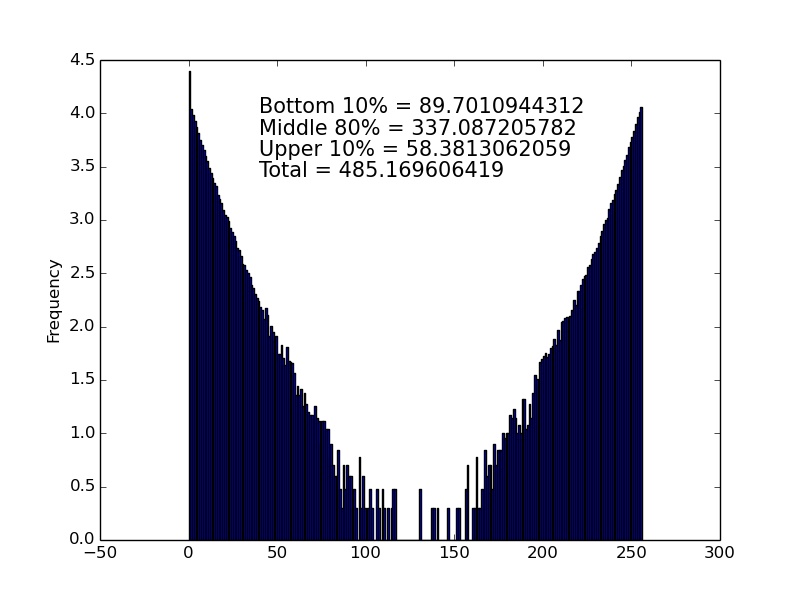 4.5
4.0
3.5
3.0
2.5
2.0
1.5
1.0
0.5
0.0
Frequency
Bottom 10% = 89.7010944312
Middle 80% = 337.087205782
Upper 10% = 58.3813062059
Total = 485.169606419
−50 0 50 100 150 200 250 300